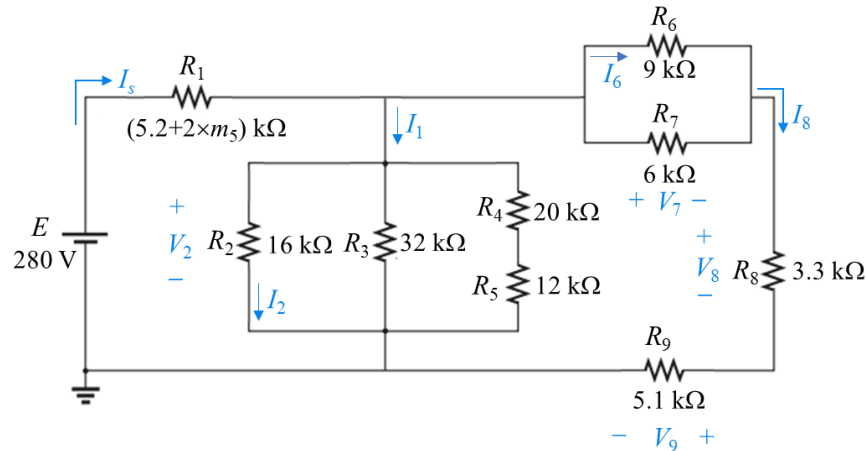 R₆
I₆
9 kΩ
Iₛ
R₁
(5.2+2×m₅) kΩ
I₁
R₇
6 kΩ
I₈
+ V₇ −
E
280 V
+
V₂
−
R₂
16 kΩ
R₃
32 kΩ
R₄
20 kΩ
R₅
12 kΩ
I₂
+
V₈
−
R₈
3.3 kΩ
R₉
5.1 kΩ
− V₉ +